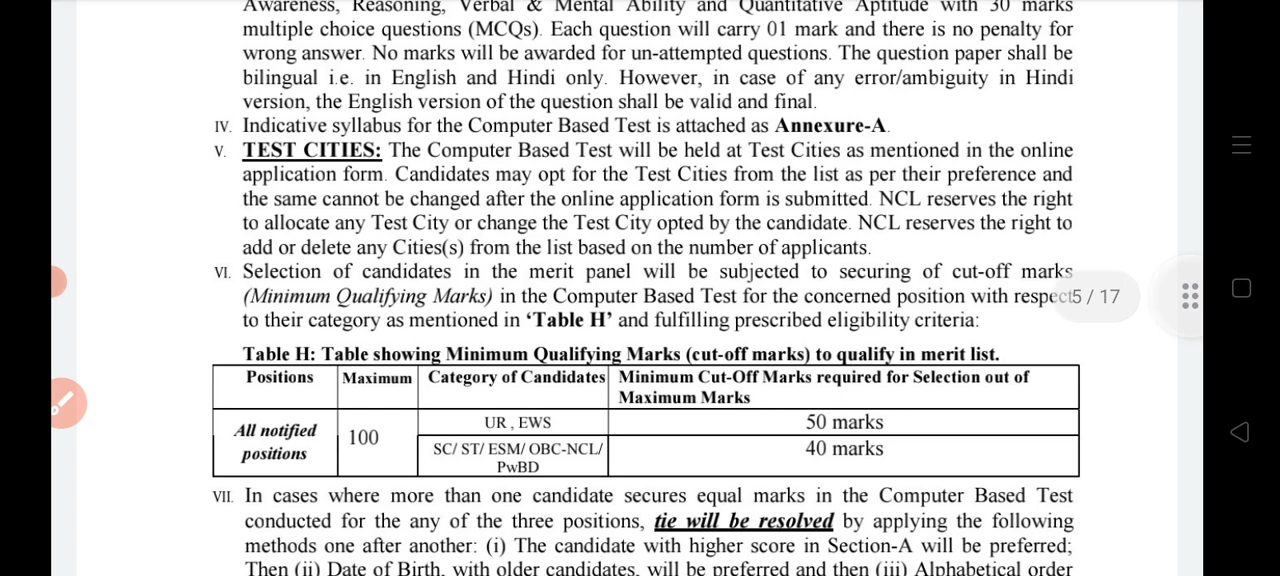 Awareness, Reasoning, Verbal & Mental Ability and Quantitative Aptitude with 30 marks
multiple choice questions (MCQs). Each question will carry 01 mark and there is no penalty for
wrong answer. No marks will be awarded for un-attempted questions. The question paper shall be
bilingual i.e. in English and Hindi only. However, in case of any error/ambiguity in Hindi
version, the English version of the question shall be valid and final.
IV. Indicative syllabus for the Computer Based Test is attached as Annexure-A.
V. TEST CITIES: The Computer Based Test will be held at Test Cities as mentioned in the online
application form. Candidates may opt for the Test Cities from the list as per their preference and
the same cannot be changed after the online application form is submitted. NCL reserves the right
to allocate any Test City or change the Test City opted by the candidate. NCL reserves the right to
add or delete any Cities(s) from the list based on the number of applicants.
VI. Selection of candidates in the merit panel will be subjected to securing of cut-off marks
(Minimum Qualifying Marks) in the Computer Based Test for the concerned position with respect
5 / 17
to their category as mentioned in ‘Table H’ and fulfilling prescribed eligibility criteria:
Table H: Table showing Minimum Qualifying Marks (cut-off marks) to qualify in merit list.
Positions Maximum Category of Candidates Minimum Cut-Off Marks required for Selection out of
Maximum Marks
All notified positions 100 UR , EWS 50 marks
SC/ ST/ ESM/ OBC-NCL/ PwBD 40 marks
VII. In cases where more than one candidate secures equal marks in the Computer Based Test
conducted for the any of the three positions, tie will be resolved by applying the following
methods one after another: (i) The candidate with higher score in Section-A will be preferred;
Then (ii) Date of Birth, with older candidates, will be preferred and then (iii) Alphabetical order